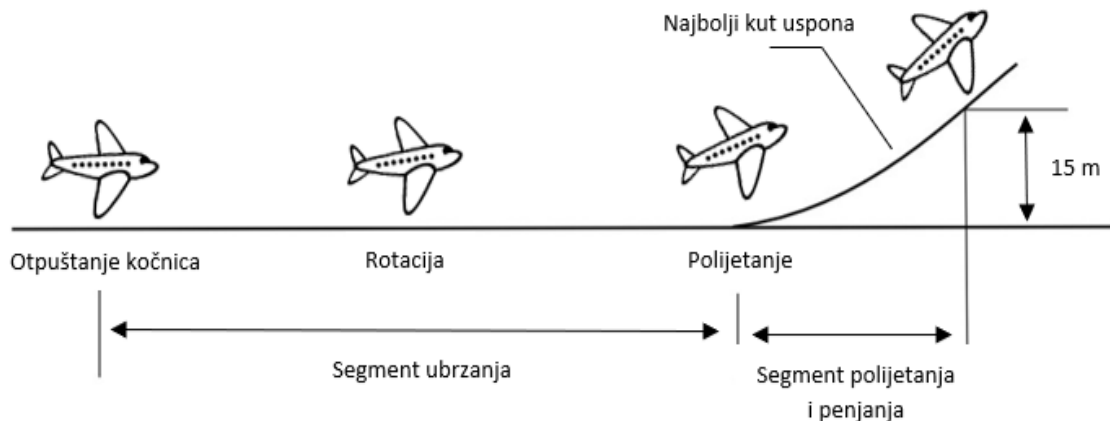 Najbolji kut uspona
15 m
Otpuštanje kočnica
Rotacija
Polijetanje
Segment ubrzanja
Segment polijetanja
i penjanja